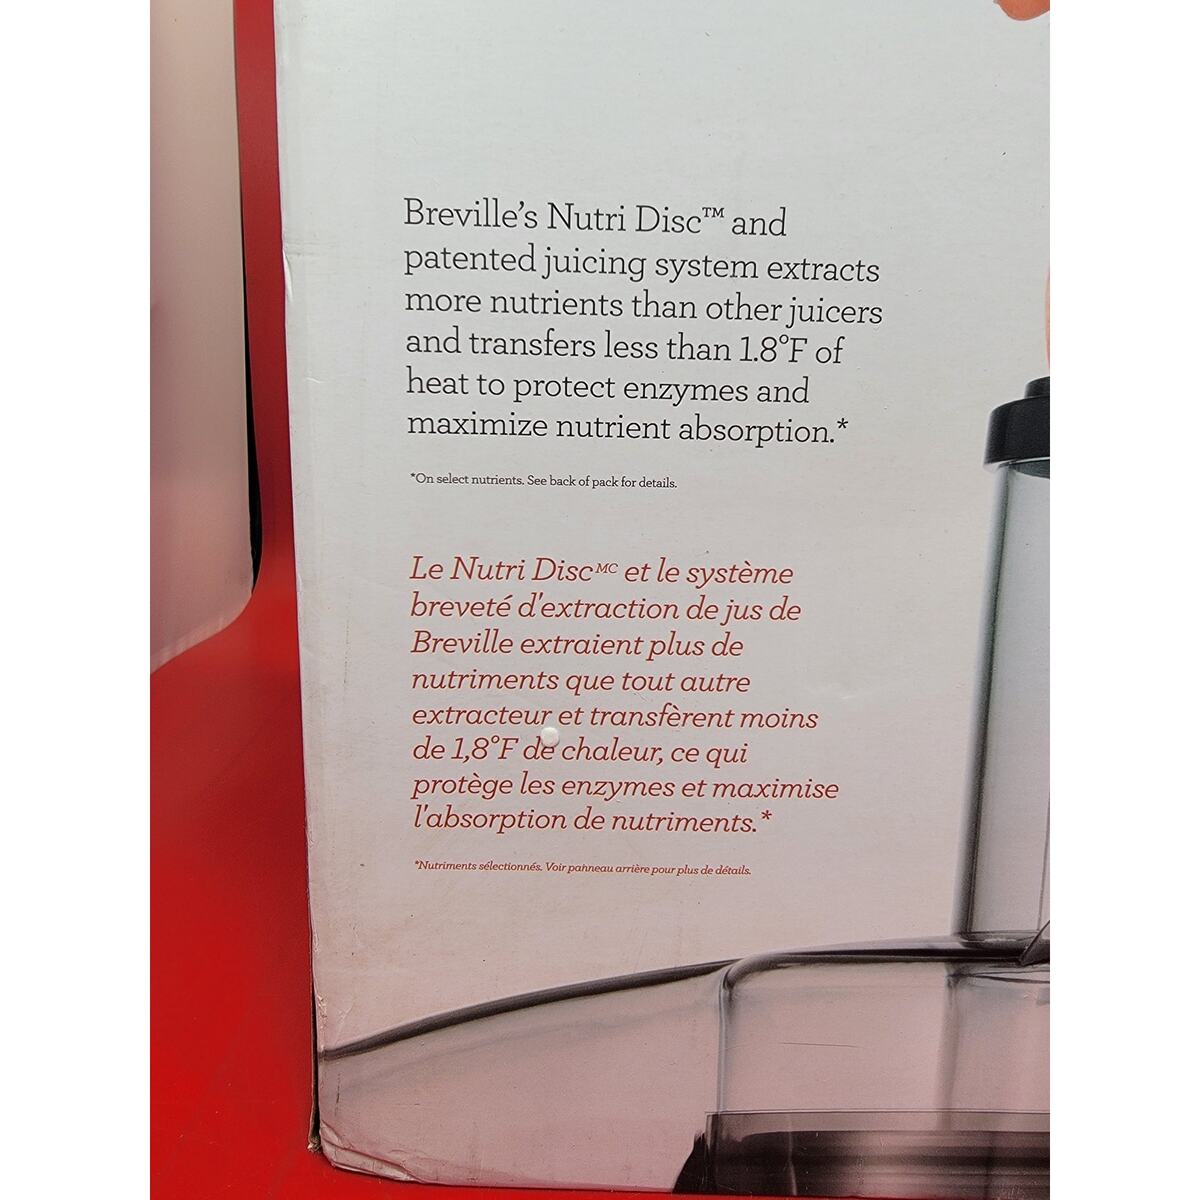 Breville's Nutri Disc™ and
patented juicing system extracts
more nutrients than other juicers
and transfers less than 1.8°F of
heat to protect enzymes and
maximize nutrient absorption.*
*On select nutrients. See back of pack for details.
Le Nutri Disc MC et le système
breveté d'extraction de jus de
Breville extraient plus de
nutriments que tout autre
extracteur et transfèrent moins
de 1,8°F de chaleur, ce qui
protège les enzymes et maximise
l'absorption de nutriments.*
*Nutriments sélectionnés. Voir panneau arrière pour plus de détails.